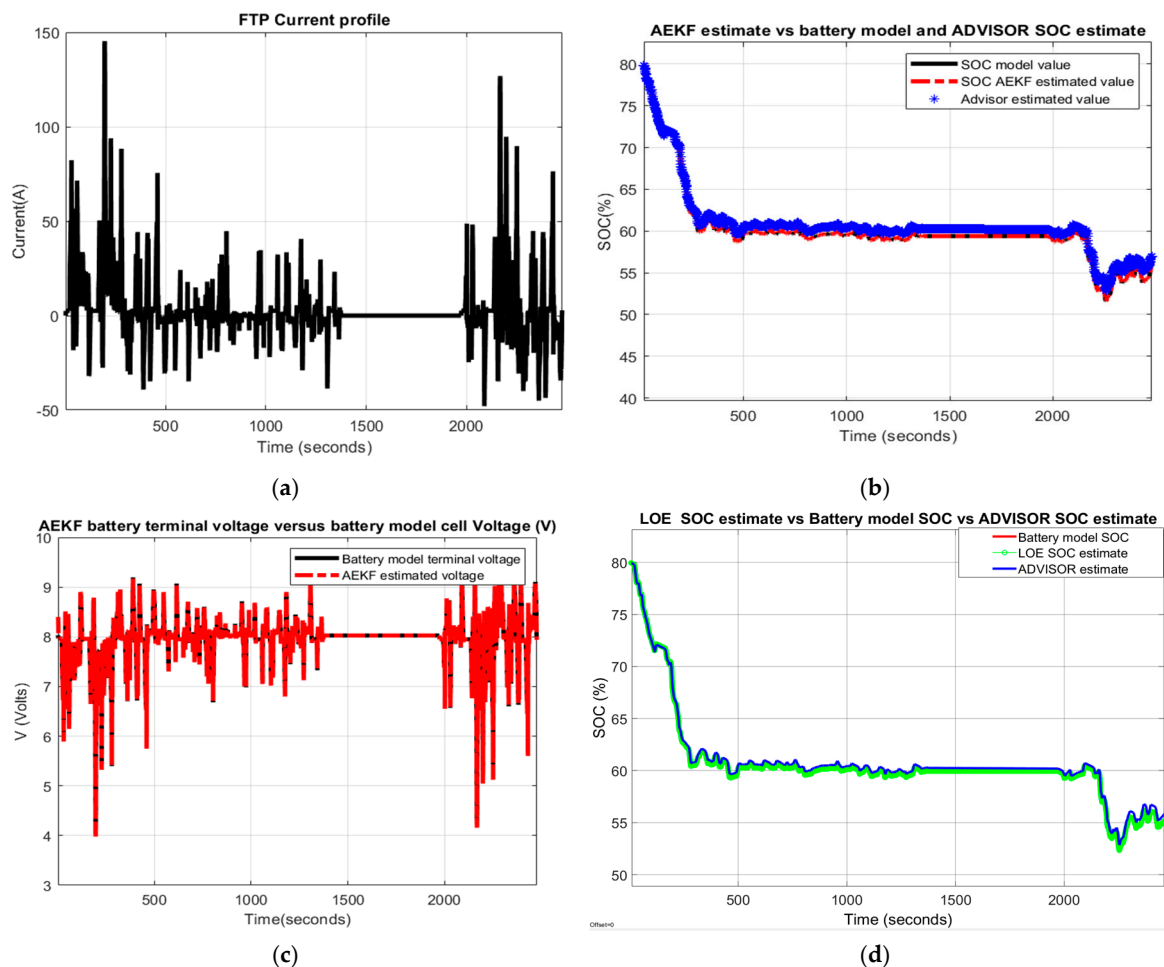 FTP Current profile
150
100
50
0
-50
Current(A)
500
1000
1500
2000
Time (seconds)
(a)
AEKF estimate vs battery model and ADVISOR SOC estimate
SOC model value
SOC AEKF estimated value
Advisor estimated value
80
75
70
65
60
55
50
45
40
SOC(%)
500
1000
1500
2000
Time (seconds)
(b)
AEKF battery terminal voltage versus battery model cell Voltage (V)
Battery model terminal voltage
AEKF estimated voltage
10
9
8
7
6
5
4
3
V (Volts)
500
1000
1500
2000
Time(seconds)
(c)
LOE SOC estimate vs Battery model SOC vs ADVISOR SOC estimate
Battery model SOC
LOE SOC estimate
ADVISOR estimate
80
75
70
65
60
55
50
SOC (%)
500
1000
1500
2000
Time (seconds)
Offset=0
(d)